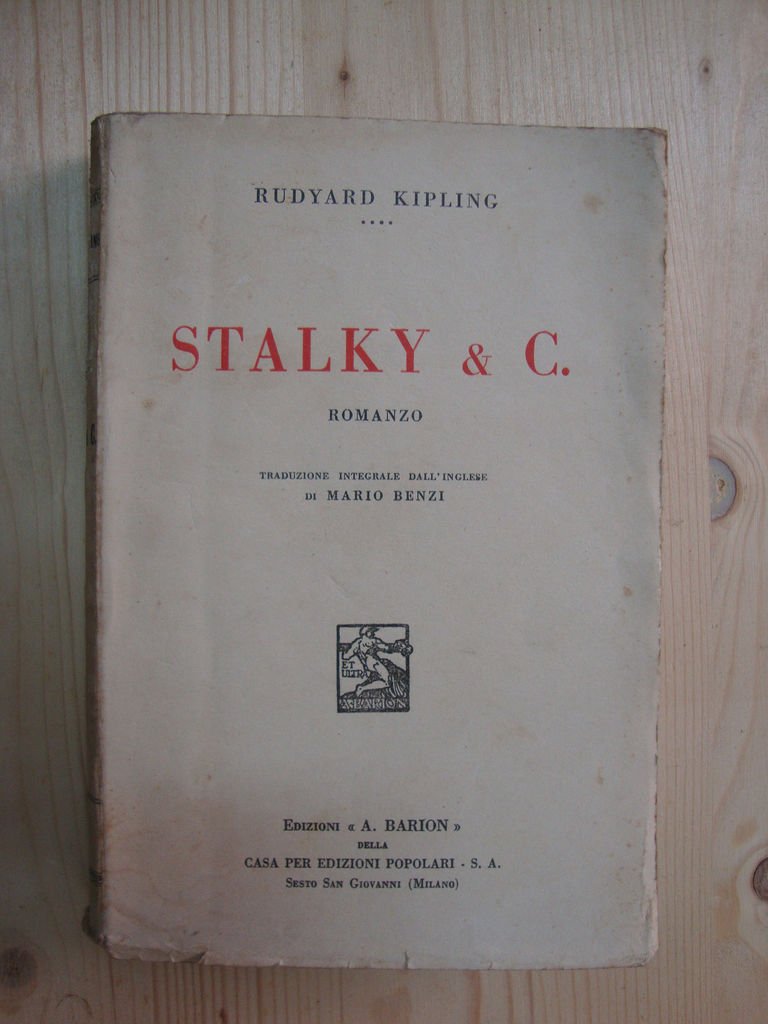 RUDYARD KIPLING
STALKY & C.
ROMANZO
TRADUZIONE INTEGRALE DALL'INGLESE
DI MARIO BENZI
ET
ULTRA
A·BARION
EDIZIONI « A. BARION »
DELLA
CASA PER EDIZIONI POPOLARI - S. A.
SESTO SAN GIOVANNI (MILANO)